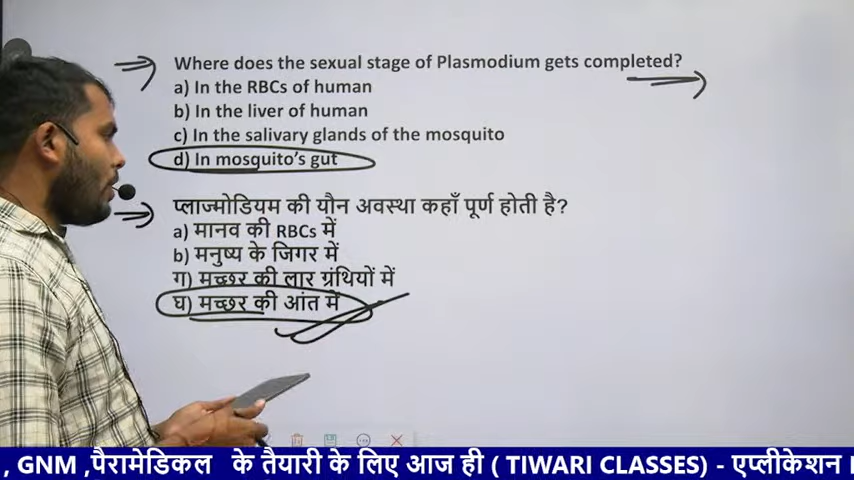 Where does the sexual stage of Plasmodium gets completed?
a) In the RBCs of human
b) In the liver of human
c) In the salivary glands of the mosquito
d) In mosquito's gut
प्लाज्मोडियम की यौन अवस्था कहाँ पूर्ण होती है?
a) मानव की RBCs में
b) मनुष्य के जिगर में
ग) मच्छर की लार ग्रंथियों में
घ) मच्छर की आंत में
, GNM ,पैरामेडिकल के तैयारी के लिए आज ही ( TIWARI CLASSES) - एप्लीकेशन